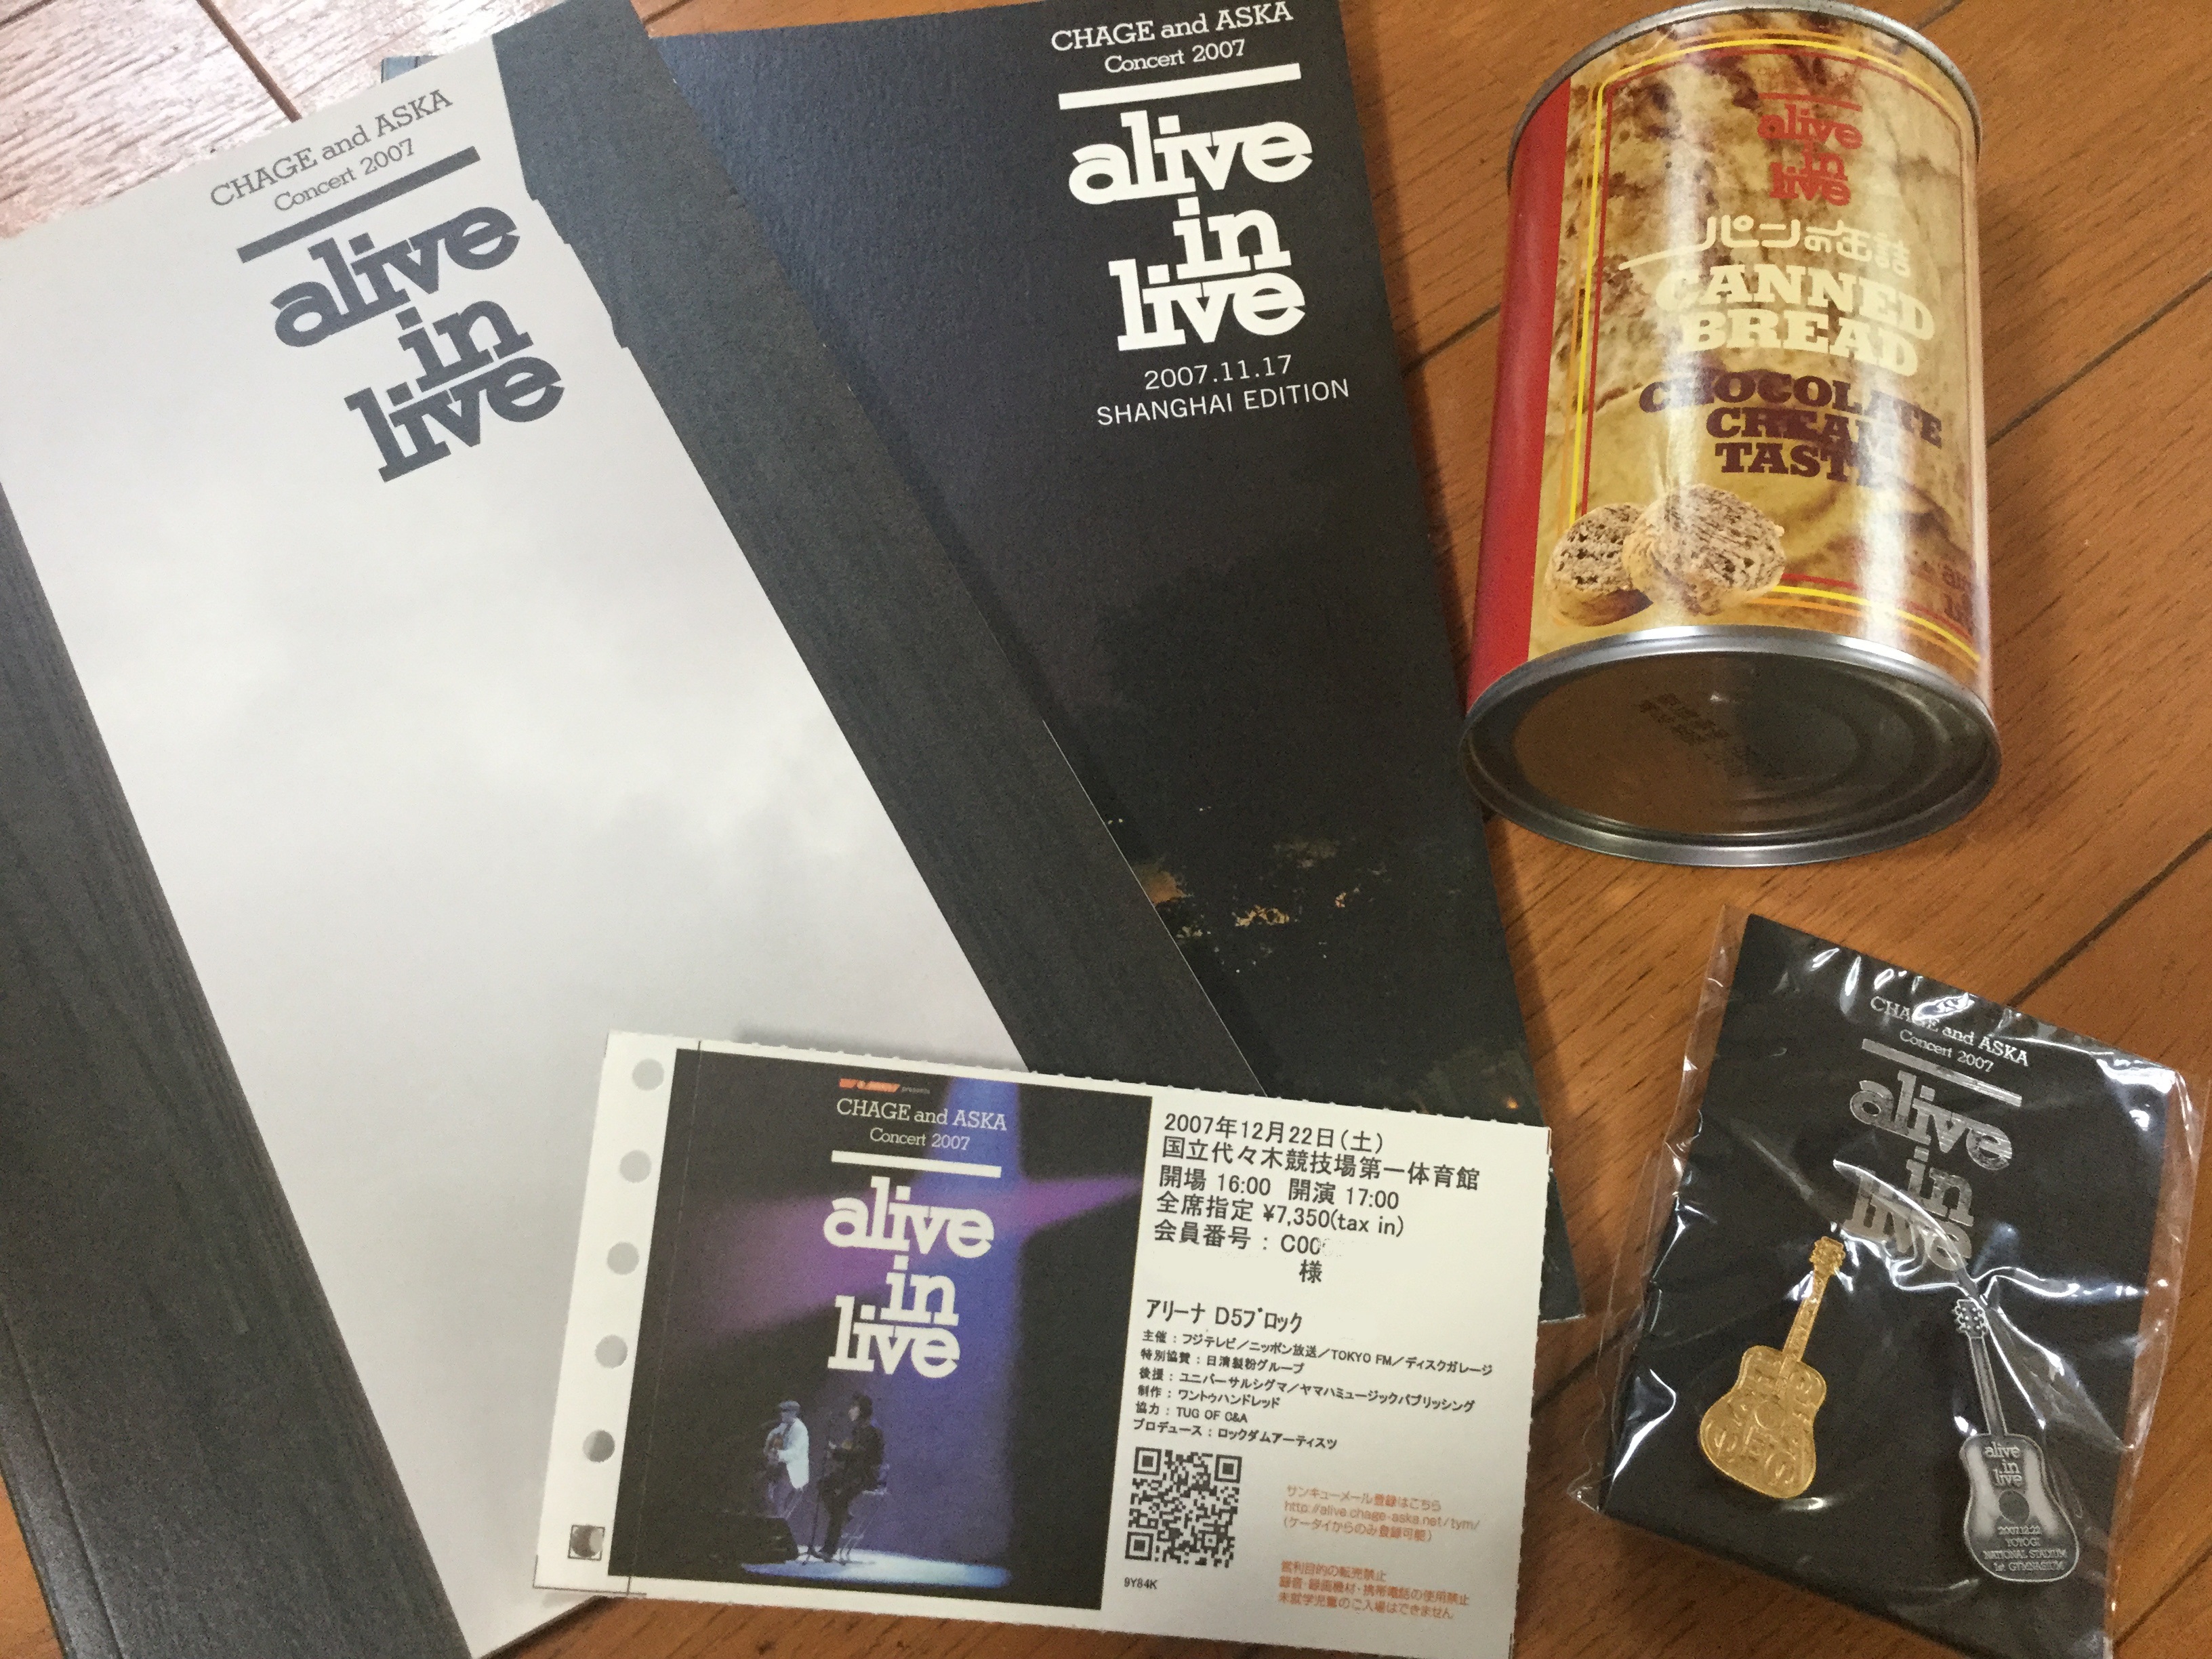 CHAGE and ASKA
Concert 2007
alive
in
live
CHAGE and ASKA
Concert 2007
alive
in
live
2007.11.17
SHANGHAI EDITION
alive
in
live
パンの缶詰
CANNED
BREAD
CHOCOLATE
CREAM
TASTE
presents
CHAGE and ASKA
Concert 2007
alive
in
live
2007年12月22日(土)
国立代々木競技場第一体育館
開場 16:00 開演 17:00
全席指定 ¥7,350(tax in)
会員番号 : C00
様
アリーナ D5ブロック
主催 : フジテレビ/ニッポン放送/TOKYO FM/ディスクガレージ
特別協賛 : 日清製粉グループ
後援 : ユニバーサルシグマ/ヤマハミュージックパブリッシング
制作 : ワントゥハンドレッド
協力 : TUG OF C&A
プロデュース : ロックダムアーティスツ
9Y84K
サンキューメール登録はこちら
http://alive.chage-aska.net/tym/
(ケータイからのみ登録可能)
営利目的の転売禁止
録音・録画機材・携帯電話の使用禁止
未就学児童のご入場はできません
CHAGE and ASKA
Concert 2007
alive
in
live
alive
in
live
2007.12.22
YOYOGI
NATIONAL STADIUM
1st GYMNASIUM